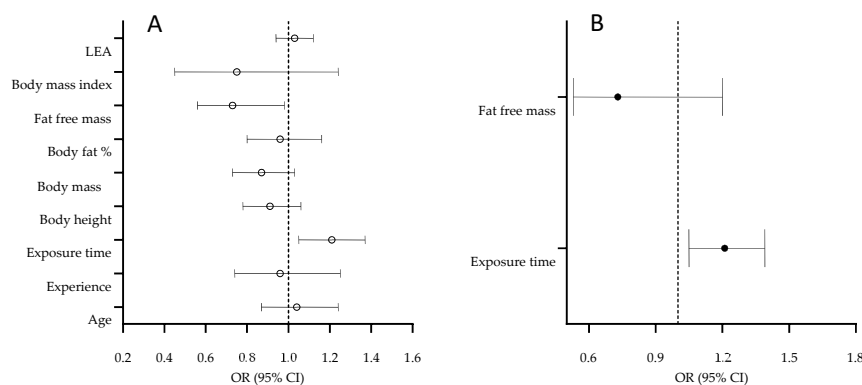 A
LEA
Body mass index
Fat free mass
Body fat %
Body mass
Body height
Exposure time
Experience
Age
0.2 0.4 0.6 0.8 1.0 1.2 1.4 1.6
OR (95% CI)
B
Fat free mass
Exposure time
0.6 0.9 1.2 1.5 1.8
OR (95% CI)